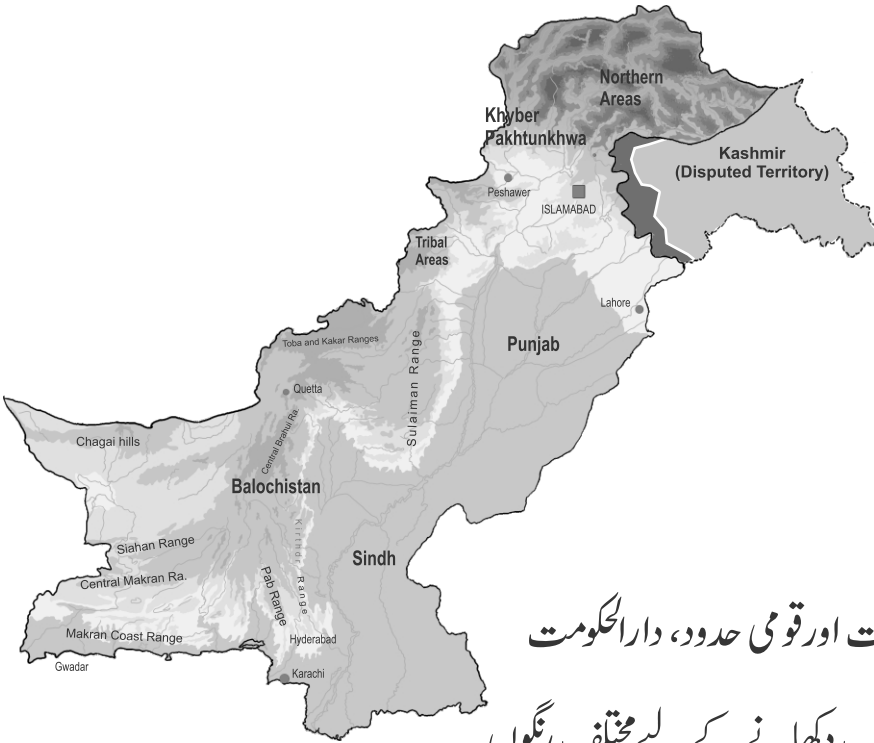 Northern
Areas
Khyber
Pakhtunkhwa
Kashmir
(Disputed Territory)
Peshawer
ISLAMABAD
Tribal
Areas
Lahore
Toba and Kakar Ranges
Punjab
Sulaiman Range
Quetta
Chagai hills
Central Brahui Ra.
Balochistan
Kirthdr Range
Siahan Range
Sindh
Central Makran Ra.
Pab Range
Makran Coast Range
Hyderabad
Gwadar
Karachi
اور قومی حدود، دارالحکومت